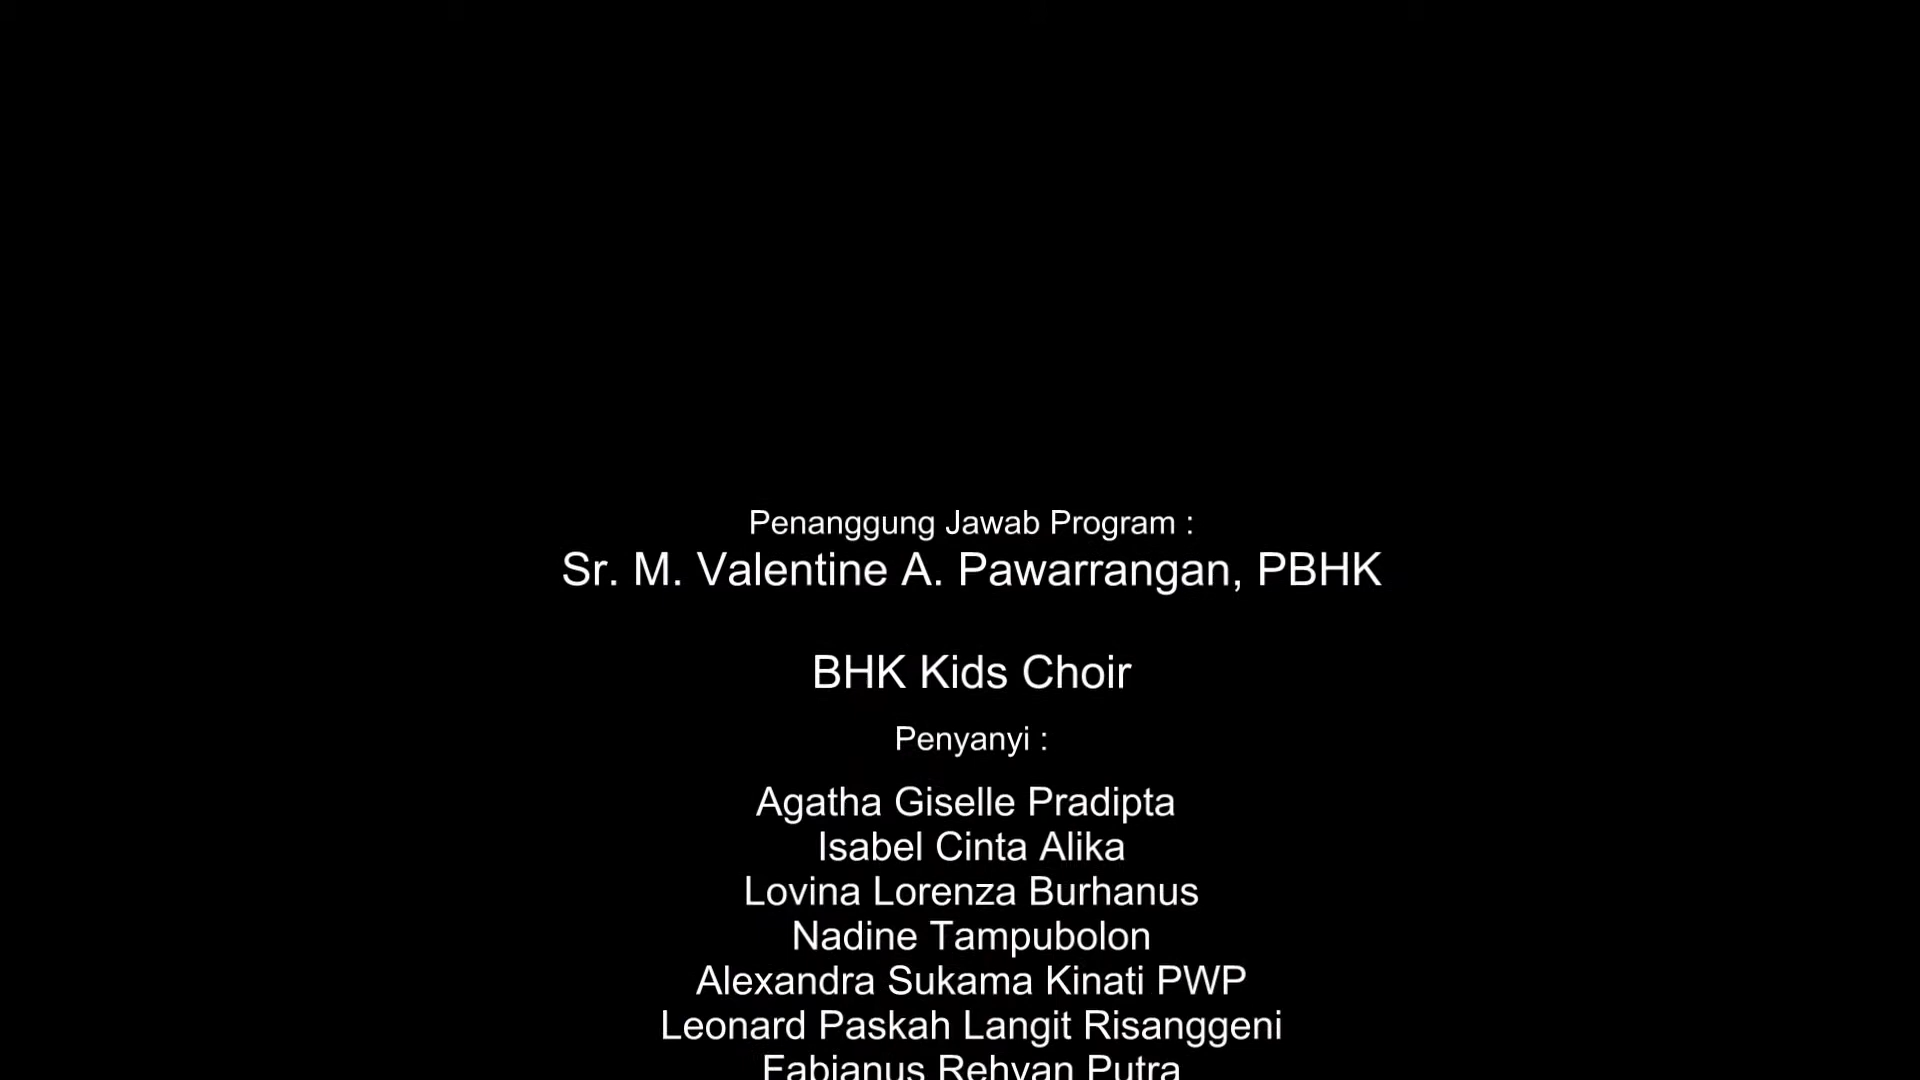 Penanggung Jawab Program :
Sr. M. Valentine A. Pawarrangan, PBHK
BHK Kids Choir
Penyanyi :
Agatha Giselle Pradipta
Isabel Cinta Alika
Lovina Lorenza Burhanus
Nadine Tampubolon
Alexandra Sukama Kinati PWP
Leonard Paskah Langit Risanggeni
Fabianus Rehyan Putra